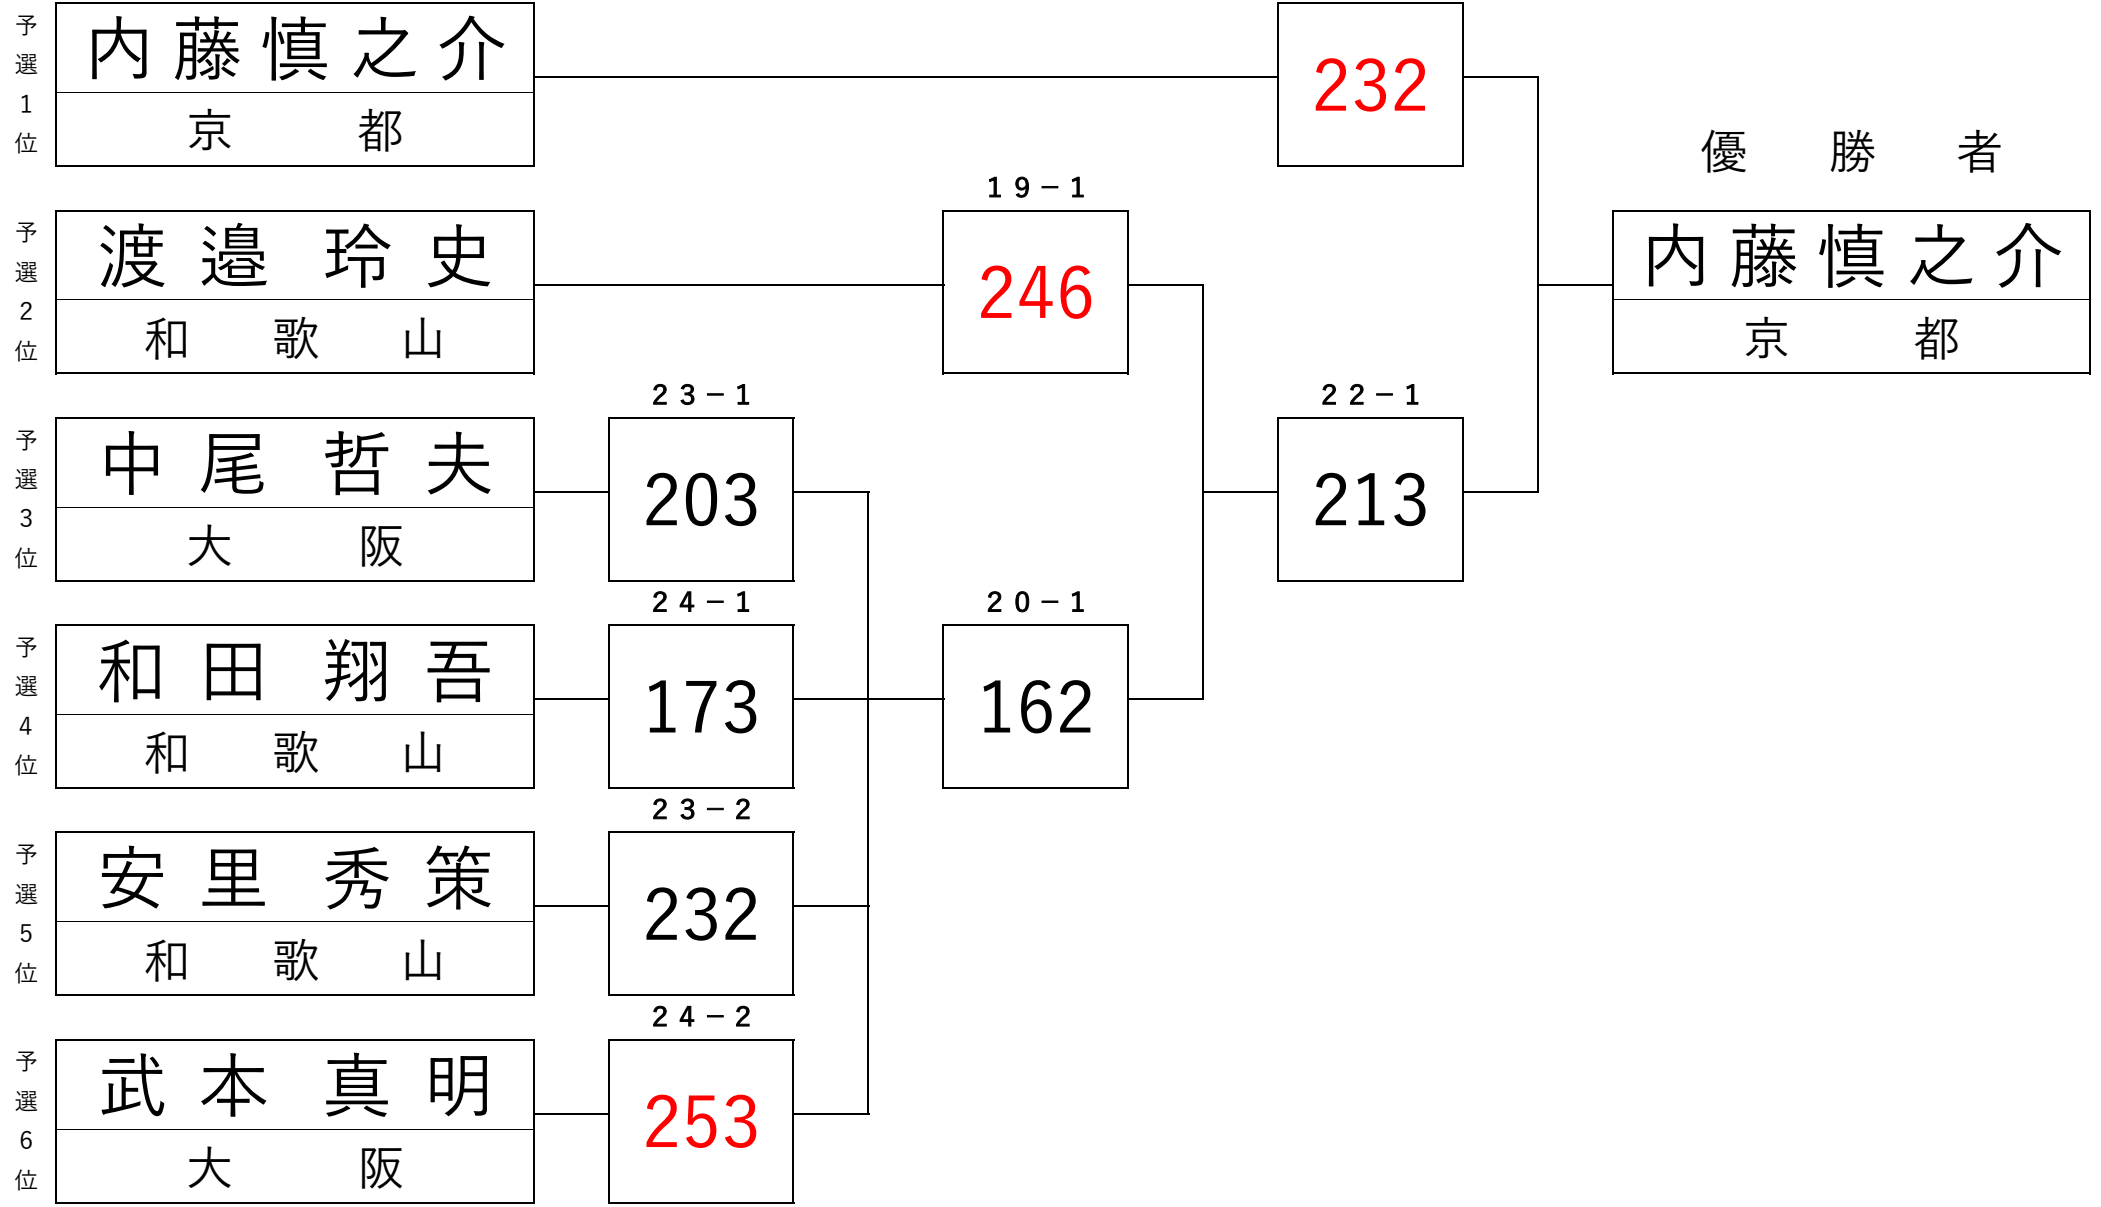 予選1位
内藤慎之介
京都
232
優勝者
19-1
予選2位
渡邉 玲史
和歌山
246
内藤慎之介
京都
23-1
22-1
予選3位
中尾 哲夫
大阪
203
213
24-1
20-1
予選4位
和田 翔吾
和歌山
173
162
23-2
予選5位
安里 秀策
和歌山
232
24-2
予選6位
武本 真明
大阪
253